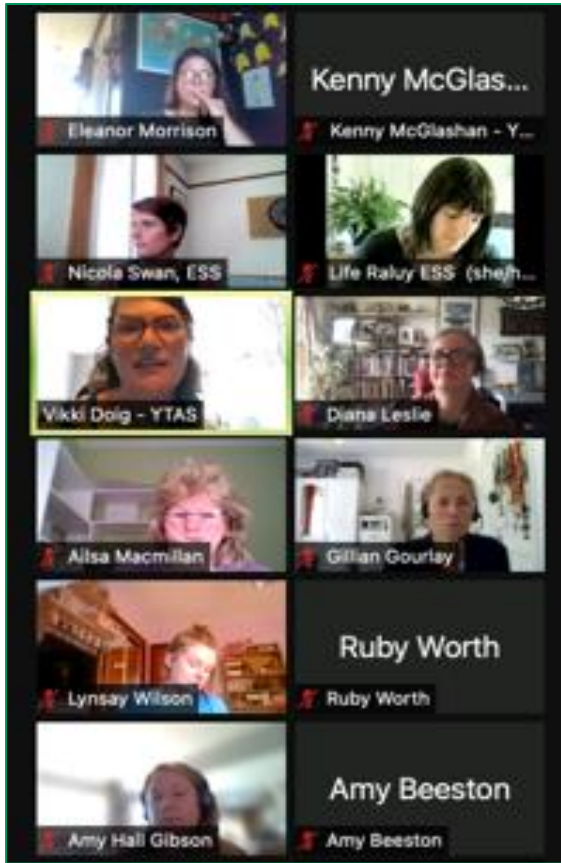 Kenny McGlas...
Eleanor Morrison
Kenny McGlashan - Y...
Nicola Swan, ESS
Life Raluy ESS (she/h...
Vikki Doig - YTAS
Diana Leslie
Ailsa Macmillan
Gillian Gourlay
Ruby Worth
Lynsay Wilson
Ruby Worth
Amy Beeston
Amy Hall Gibson
Amy Beeston